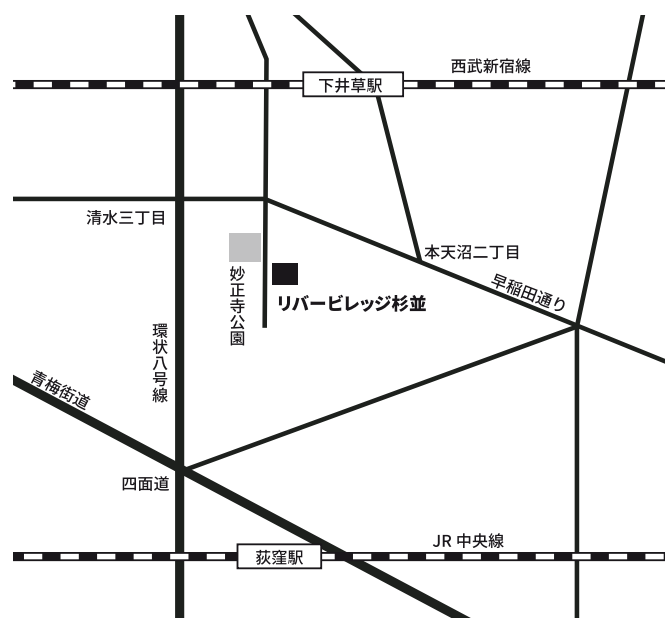 西武新宿線
下井草駅
清水三丁目
本天沼二丁目
早稲田通り
妙正寺公園
リバービレッジ杉並
環状八号線
青梅街道
四面道
JR 中央線
荻窪駅